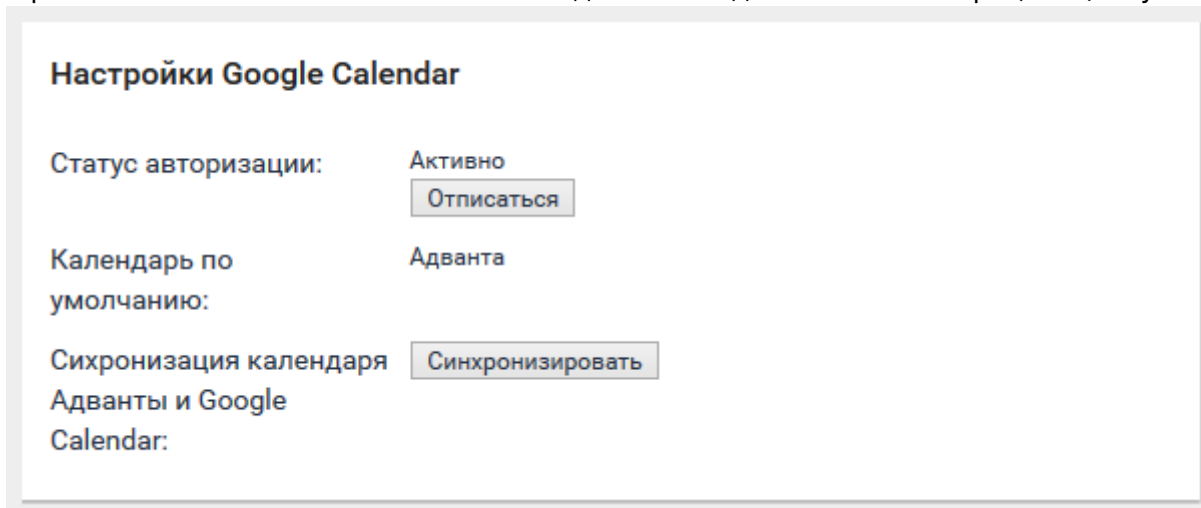 Настройки Google Calendar
Статус авторизации:
Активно
Отписаться
Календарь по
умолчанию:
Адванта
Сихронизация календаря
Адванты и Google
Calendar:
Синхронизировать